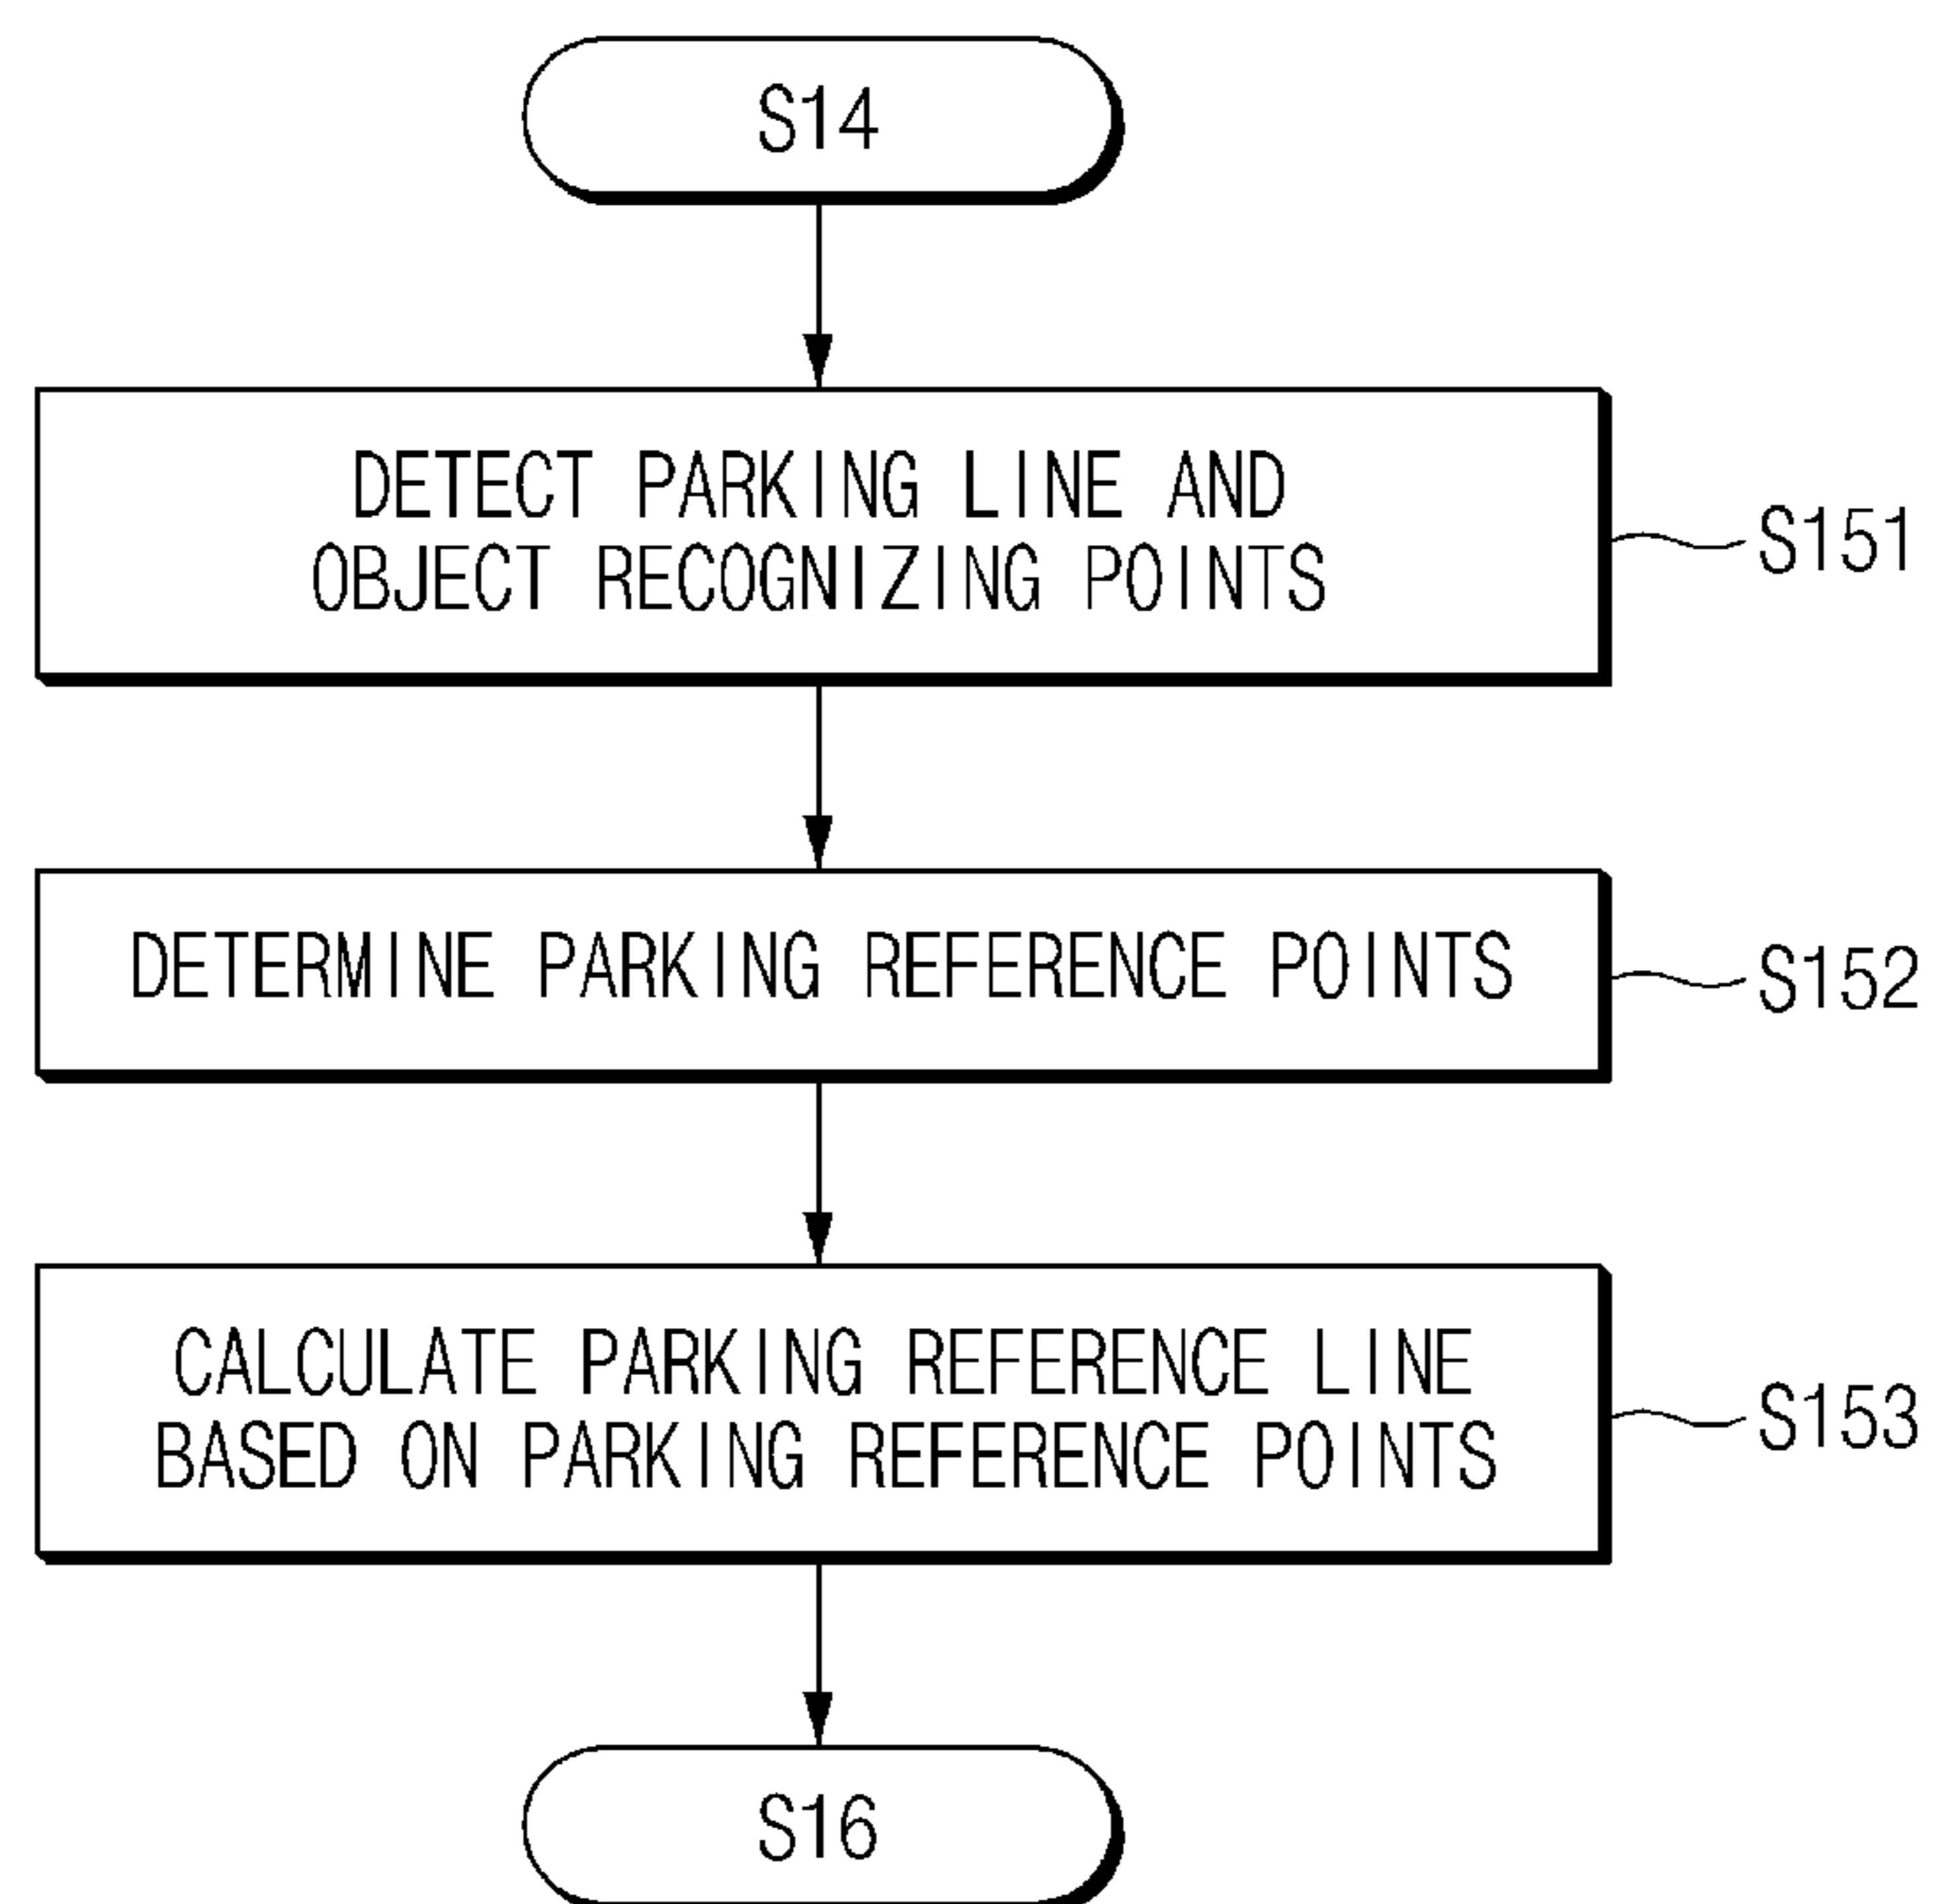 S14
DETECT PARKING LINE AND
OBJECT RECOGNIZING POINTS
S151
DETERMINE PARKING REFERENCE POINTS
S152
CALCULATE PARKING REFERENCE LINE
BASED ON PARKING REFERENCE POINTS
S153
S16